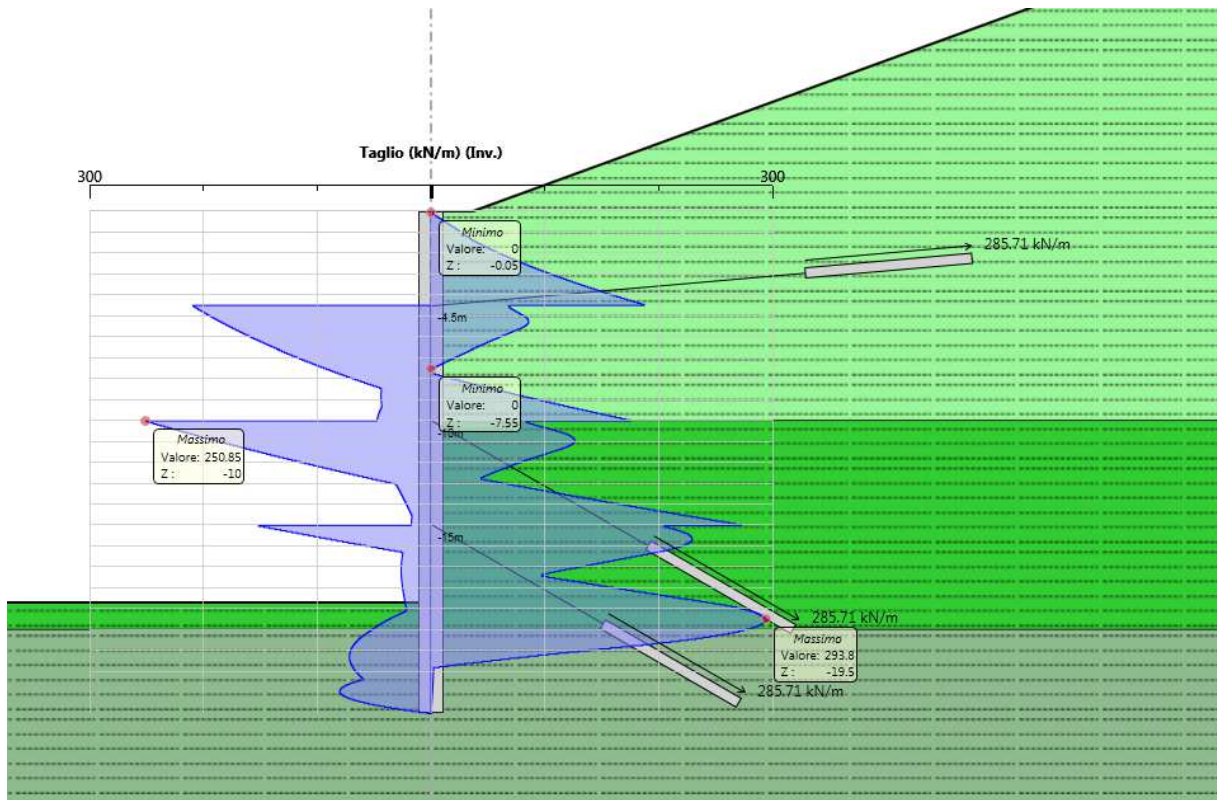 Taglio (kN/m) (Inv.)
300
300
Minimo
Valore: 0
Z : -0.05
285.71 kN/m
-4.5m
Minimo
Valore: 0
Z : -7.55
-10m
Massimo
Valore: 250.85
Z : -10
-15m
285.71 kN/m
Massimo
Valore: 293.8
Z : -19.5
285.71 kN/m